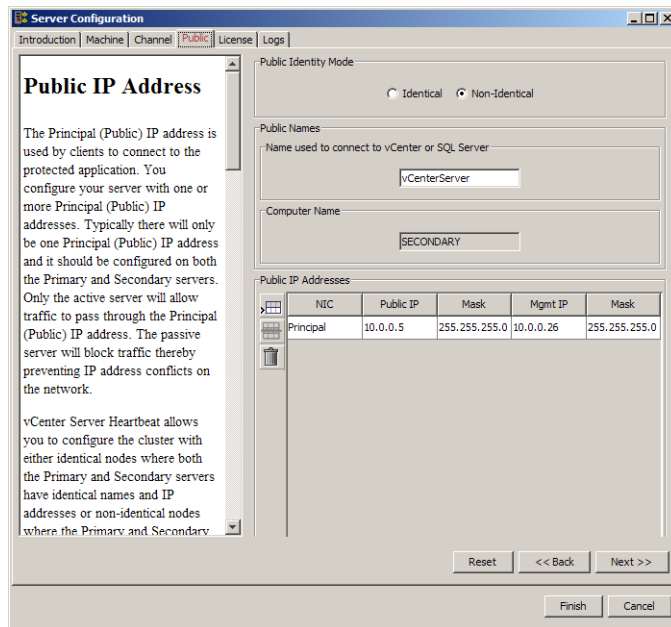 Server Configuration
Introduction Machine Channel Public License Logs
Public IP Address
The Principal (Public) IP address is
used by clients to connect to the
protected application. You
configure your server with one or
more Principal (Public) IP
addresses. Typically there will only
be one Principal (Public) IP address
and it should be configured on both
the Primary and Secondary servers.
Only the active server will allow
traffic to pass through the Principal
(Public) IP address. The passive
server will block traffic thereby
preventing IP address conflicts on
the network.
vCenter Server Heartbeat allows
you to configure the cluster with
either identical nodes where both
the Primary and Secondary servers
have identical names and IP
addresses or non-identical nodes
where the Primary and Secondary
Public Identity Mode
Identical Non-Identical
Public Names
Name used to connect to vCenter or SQL Server
vCenterServer
Computer Name
SECONDARY
Public IP Addresses
NIC Public IP Mask Mgmt IP Mask
Principal 10.0.0.5 255.255.255.0 10.0.0.26 255.255.255.0
Reset << Back Next >>
Finish Cancel